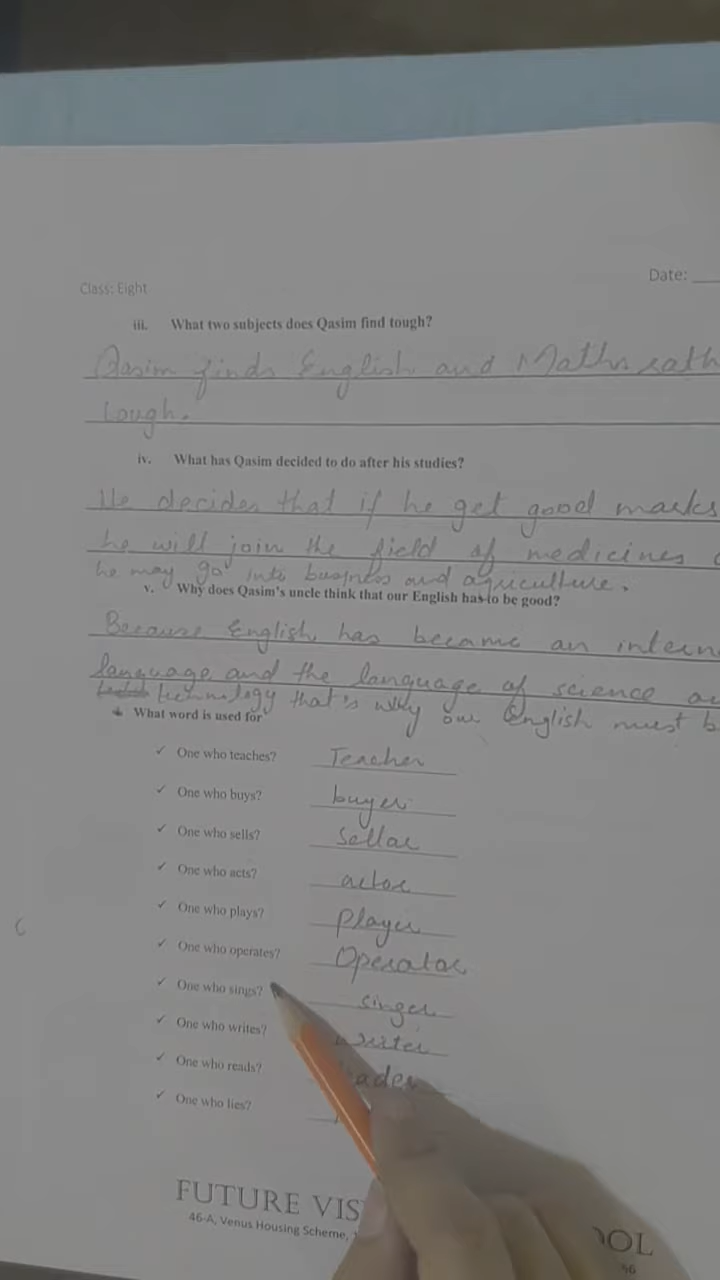 Date:
Class: Eight
iii. What two subjects does Qasim find tough?
Qasim finds English and Maths rath
tough.
iv. What has Qasim decided to do after his studies?
He decides that if he get good marks
he will join the field of medicines
he may go into business and agriculture.
v. Why does Qasim's uncle think that our English has to be good?
Because English has became an intern
language and the language of science
technology that's why our English must b
What word is used for
✓ One who teaches? Teacher
✓ One who buys? buyer
✓ One who sells? Sellar
✓ One who acts? actor
✓ One who plays? Player
✓ One who operates? Operator
✓ One who sings? singer
✓ One who writes? writer
✓ One who reads? eader
✓ One who lies?
FUTURE VIS OOL
46-A, Venus Housing Scheme,